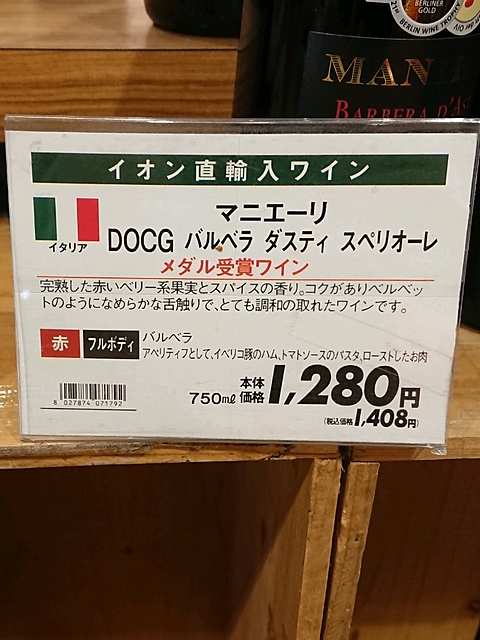 BERLINER
GOLD
BERLIN WINE TROPHY
MAN
BARBERA D'AS
イオン直輸入ワイン
イタリア
マニエーリ
DOCG バルベラ ダスティ スペリオーレ
メダル受賞ワイン
完熟した赤いベリー系果実とスパイスの香り。コクがありベルベッ
トのようになめらかな舌触りで、とても調和の取れたワインです。
赤 フルボディ バルベラ
アペリティフとして、イベリコ豚のハム、トマトソースのパスタ、ローストしたお肉
750㎖ 本体価格 1,280円
(税込価格 1,408円)
8 027874 071792